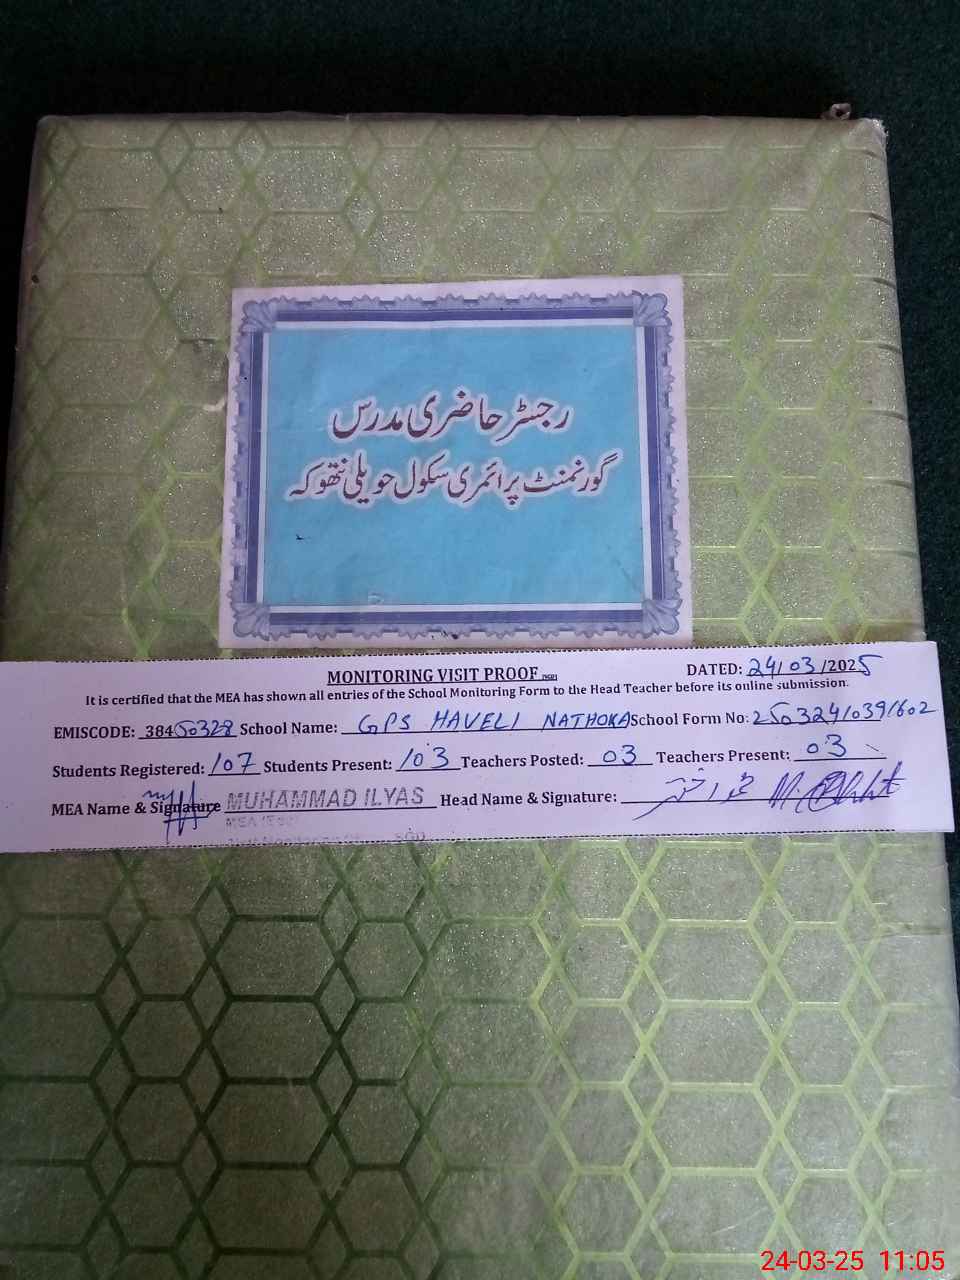 رجسٹر حاضری مدرس
گورنمنٹ پرائمری سکول حویلی نتھوکہ
MONITORING VISIT PROOF
DATED: 24/03/2025
It is certified that the MEA has shown all entries of the School Monitoring Form to the Head Teacher before its online submission.
EMISCODE: 38450328 School Name: GPS HAVELI NATHOKA School Form No: 25032410391602
Students Registered: 107 Students Present: 103 Teachers Posted: 03 Teachers Present: 03
MEA Name & Signature MUHAMMAD ILYAS Head Name & Signature:
24-03-25 11:05